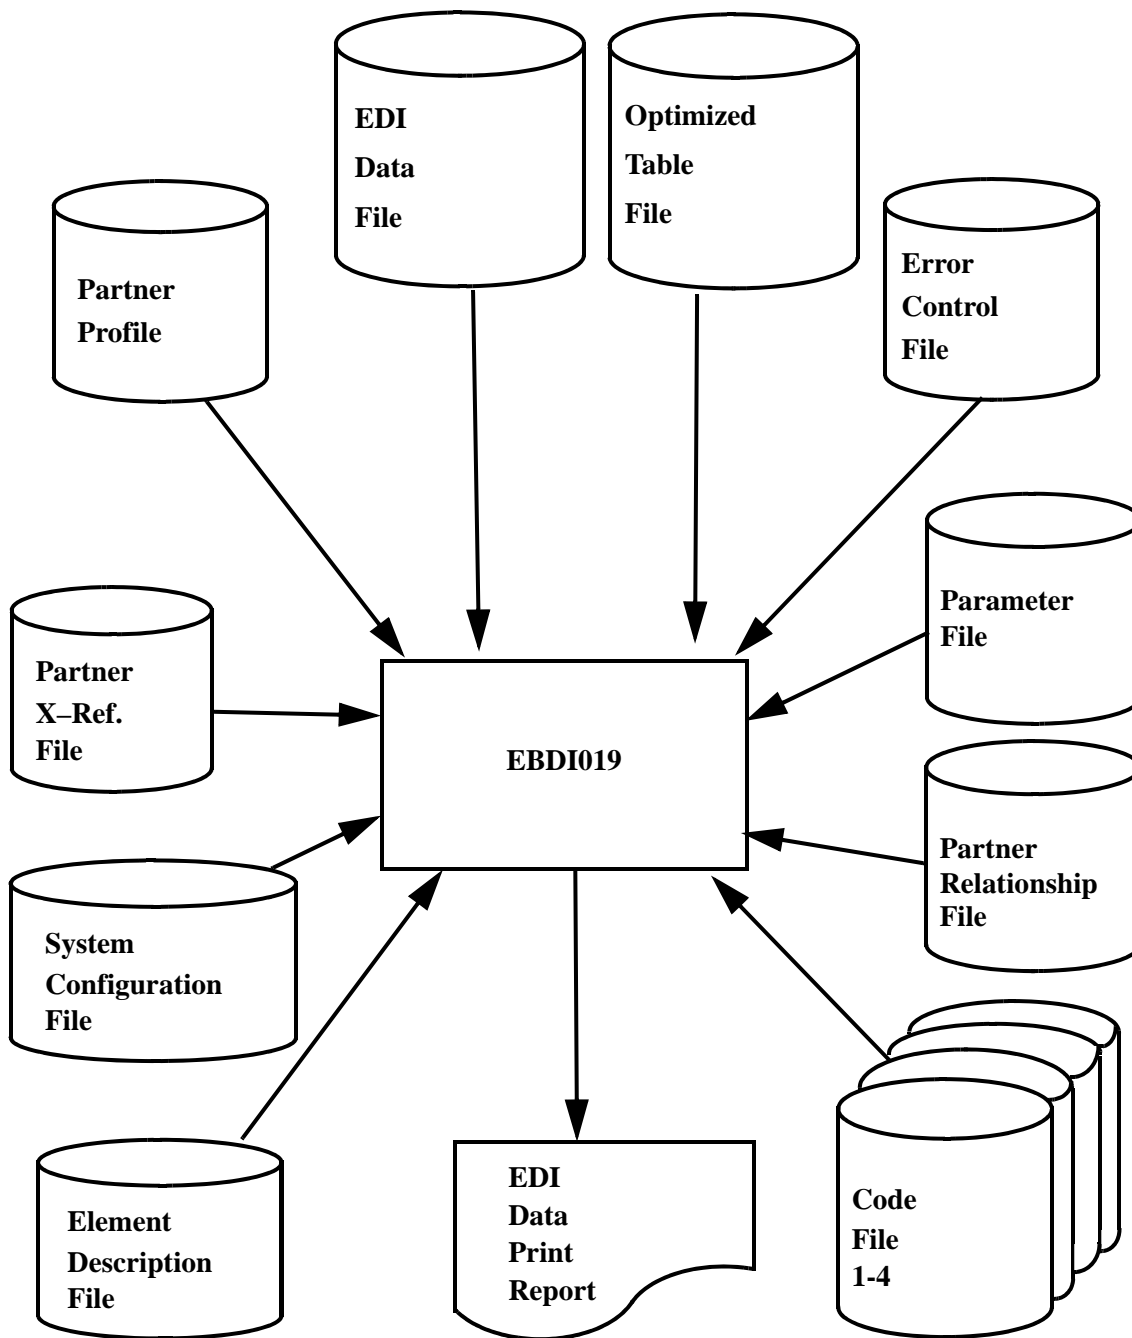 EDI
Data
File
Optimized
Table
File
Partner
Profile
Error
Control
File
Parameter
File
Partner
X–Ref.
File
EBDI019
Partner
Relationship
File
System
Configuration
File
Element
Description
File
EDI
Data
Print
Report
Code
File
1-4